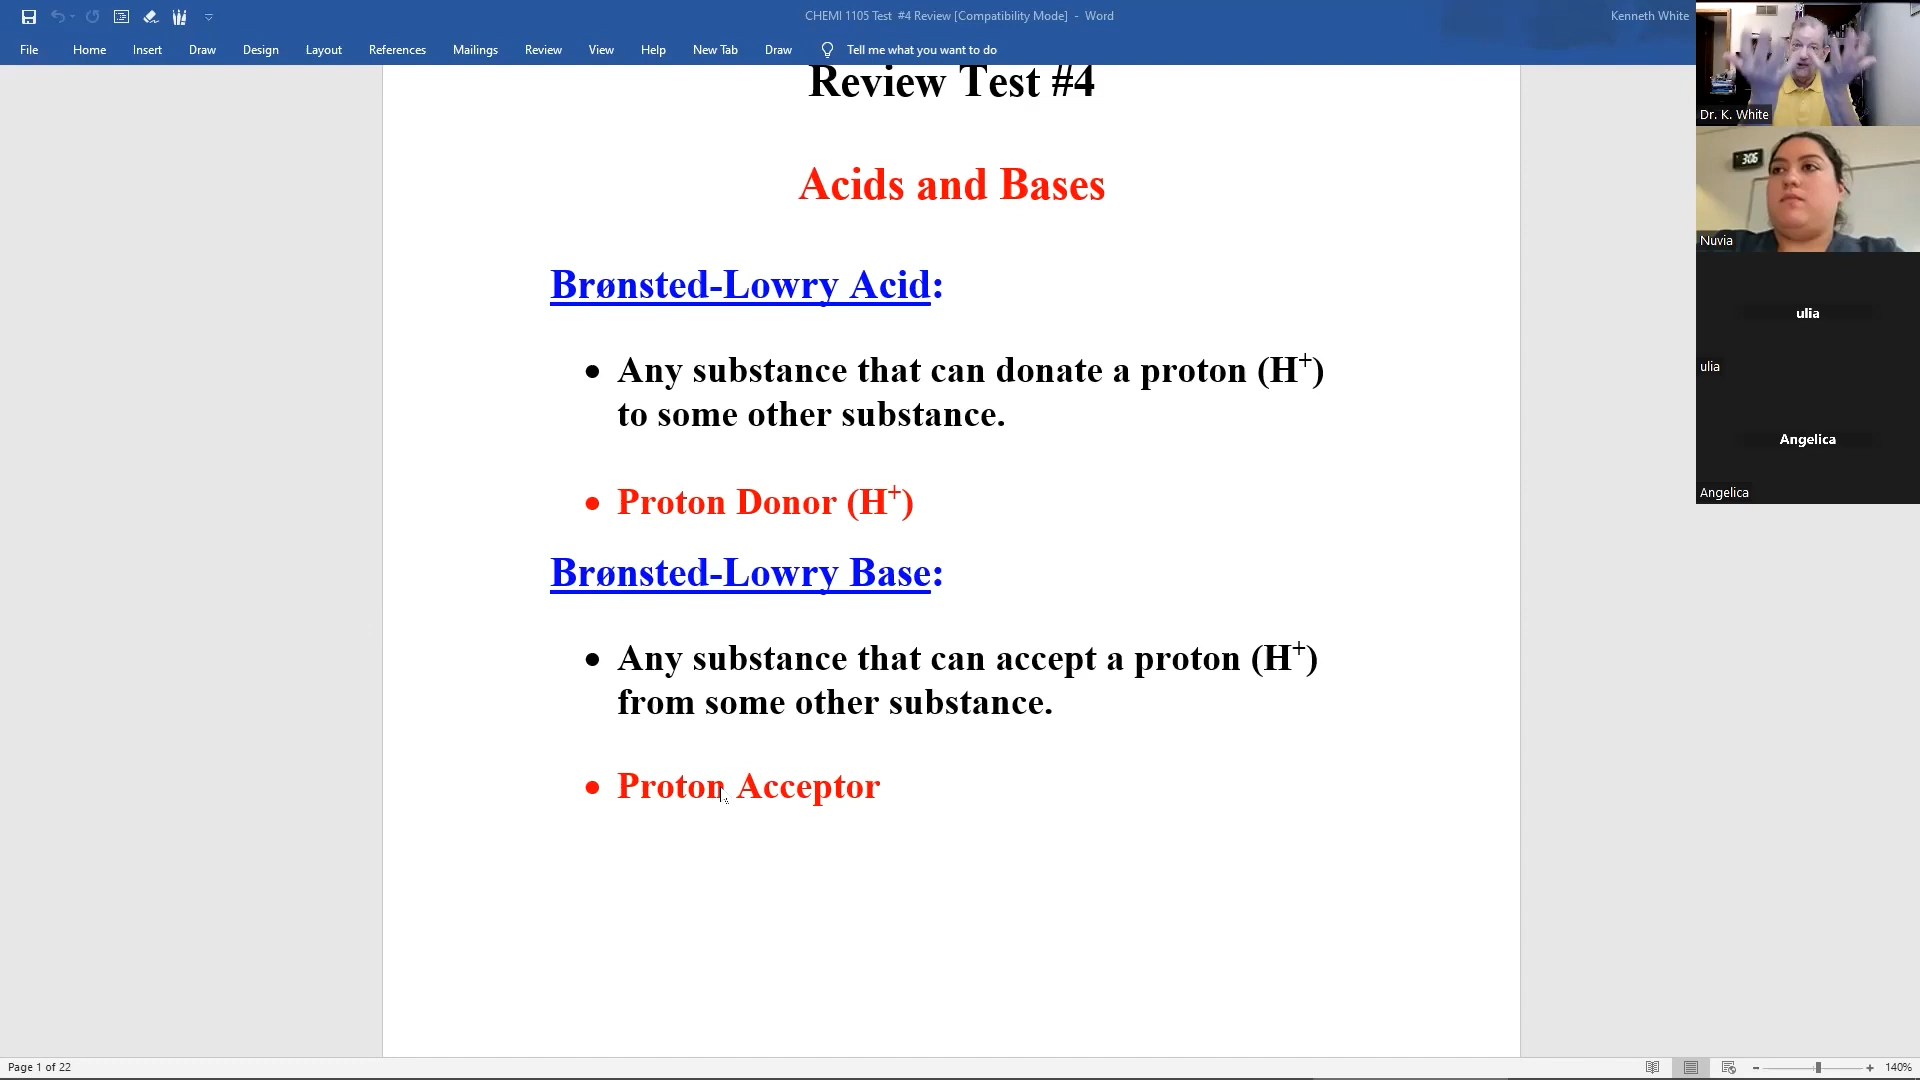 CHEMI 1105 Test #4 Review [Compatibility Mode] - Word
Kenneth White
File Home Insert Draw Design Layout References Mailings Review View Help New Tab Draw Tell me what you want to do
Review Test #4
Acids and Bases
Brønsted-Lowry Acid:
• Any substance that can donate a proton (H⁺)
to some other substance.
• Proton Donor (H⁺)
Brønsted-Lowry Base:
• Any substance that can accept a proton (H⁺)
from some other substance.
• Proton Acceptor
Dr. K. White
3:06
Nuvia
ulia
ulia
Angelica
Angelica
Page 1 of 22
140%